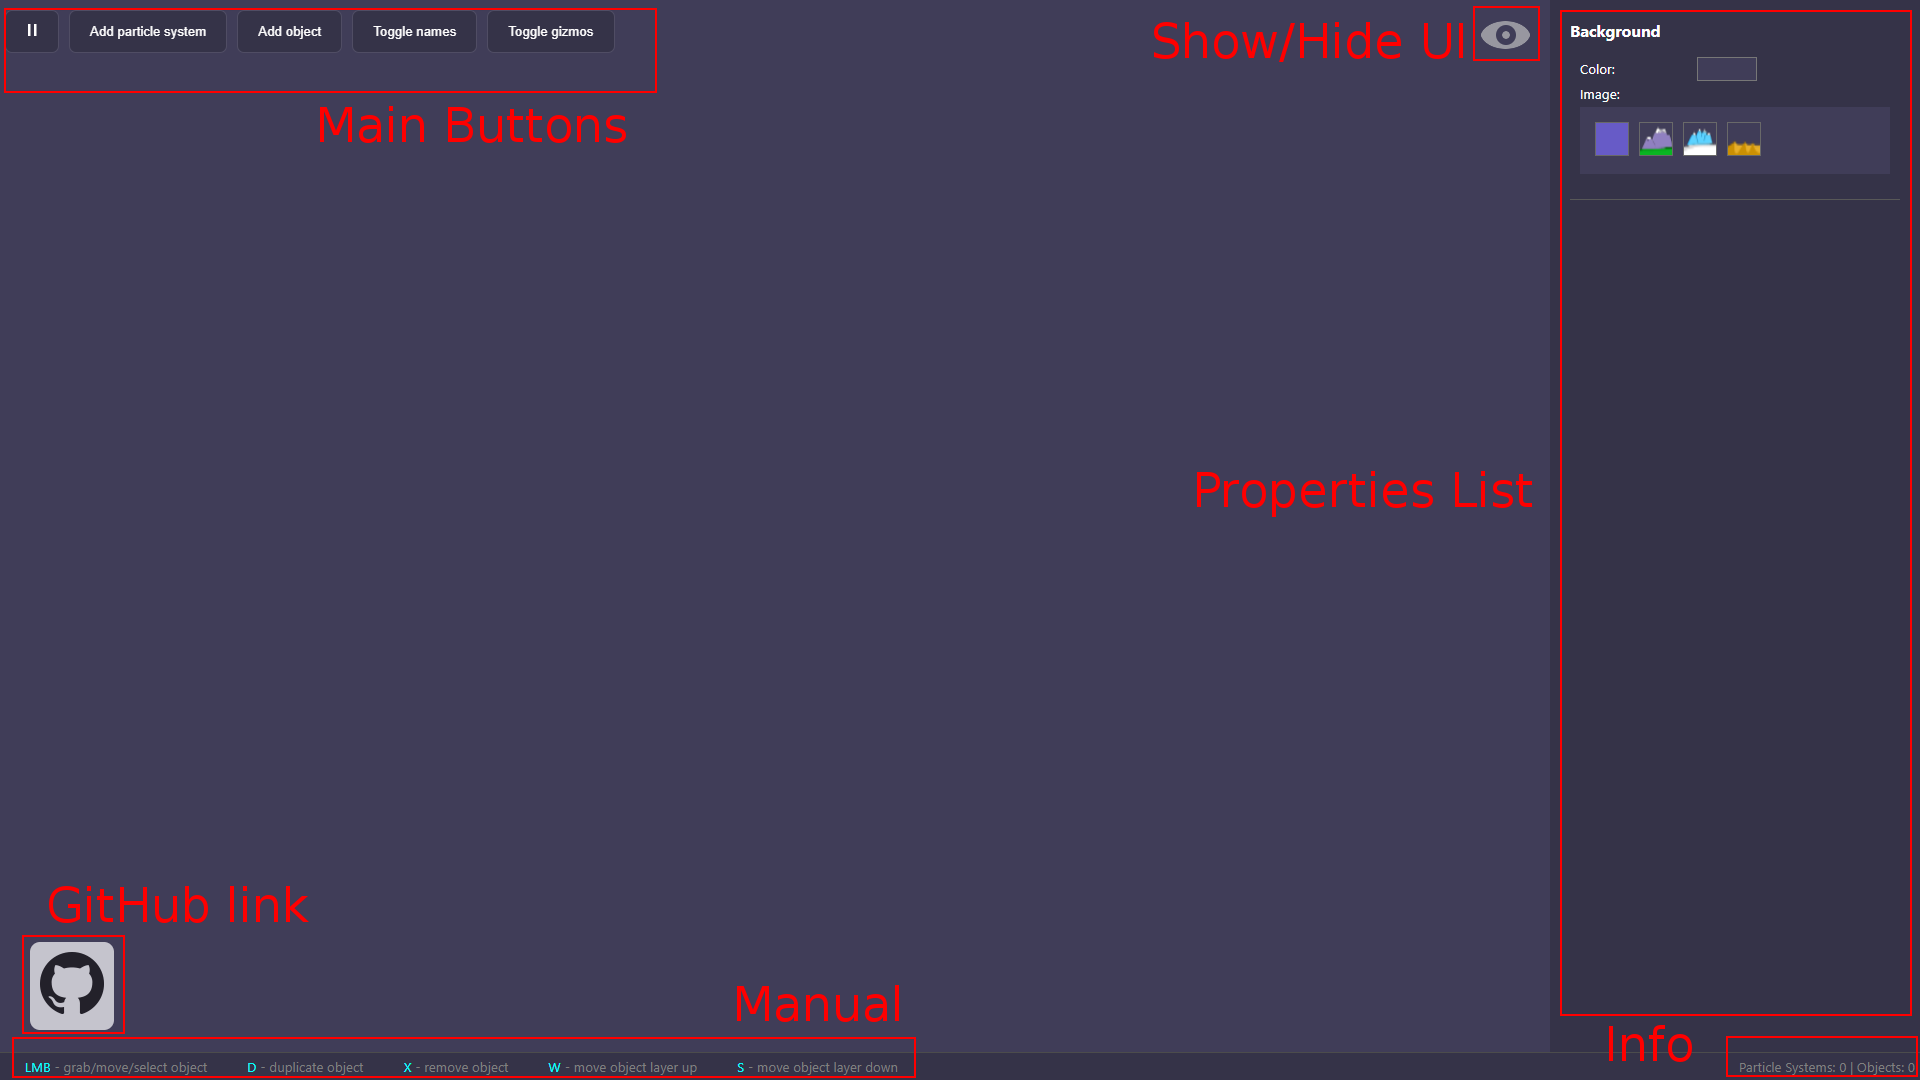 Add particle system
Add object
Toggle names
Toggle gizmos
Main Buttons
Show/Hide UI
Background
Color:
Image:
Properties List
GitHub link
Manual
LMB - grab/move/select object
D - duplicate object
X - remove object
W - move object layer up
S - move object layer down
Info
Particle Systems: 0 | Objects: 0